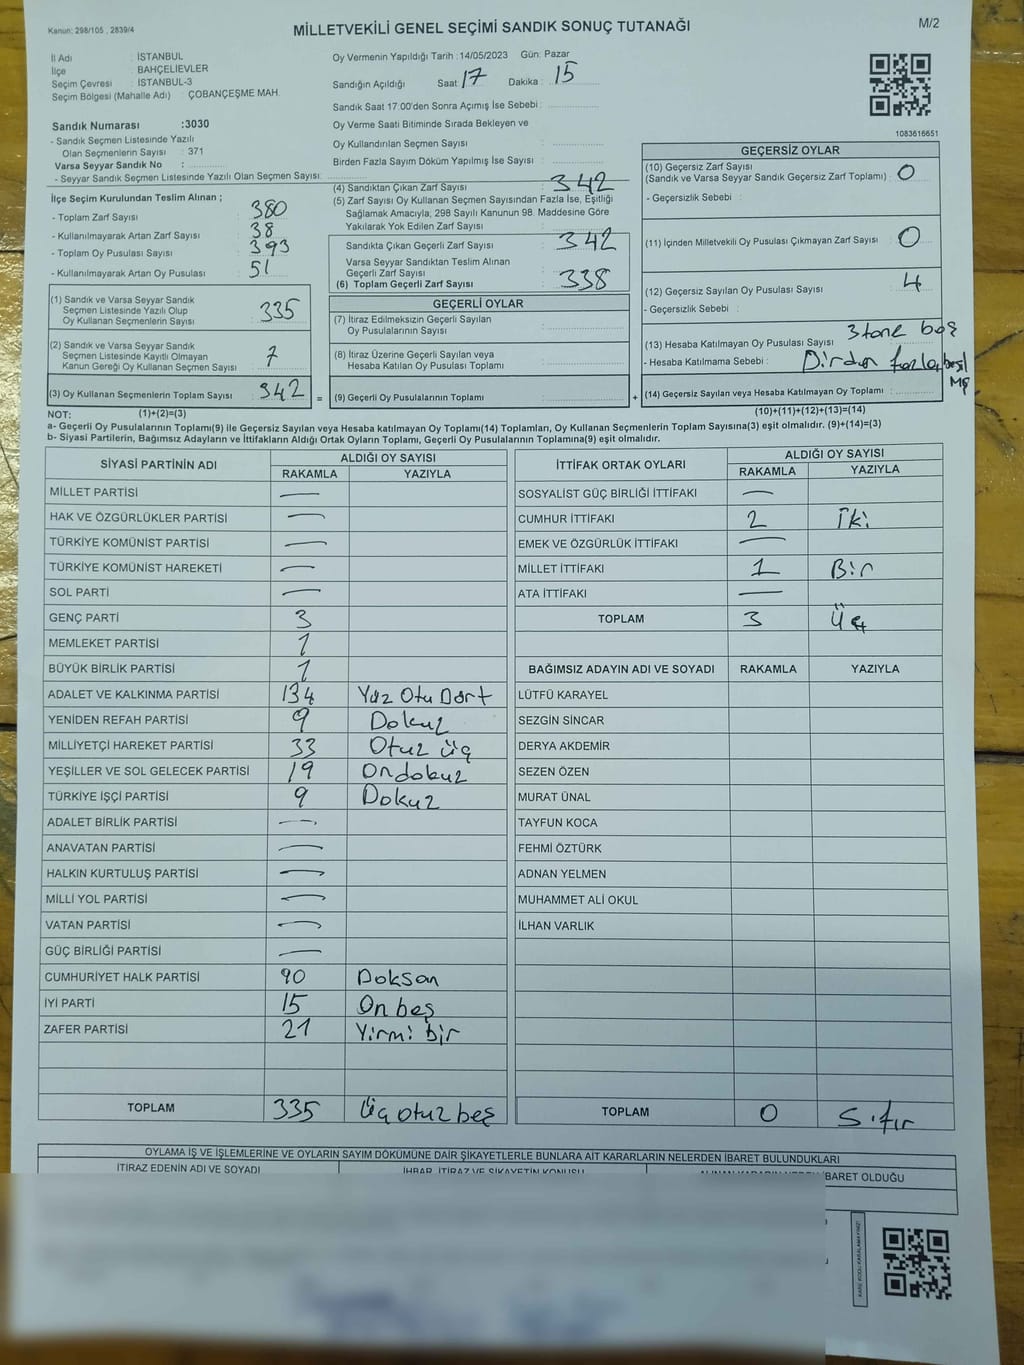 Kanun: 298/105 , 2839/4
MİLLETVEKİLİ GENEL SEÇİMİ SANDIK SONUÇ TUTANAĞI
M/2
İl Adı : İSTANBUL
İlçe : BAHÇELİEVLER
Seçim Çevresi : İSTANBUL-3
Seçim Bölgesi (Mahalle Adı) : ÇOBANÇEŞME MAH.
Sandık Numarası :3030
- Sandık Seçmen Listesinde Yazılı
Olan Seçmenlerin Sayısı : 371
Varsa Seyyar Sandık No :
- Seyyar Sandık Seçmen Listesinde Yazılı Olan Seçmen Sayısı:
Oy Vermenin Yapıldığı Tarih : 14/05/2023 Gün: Pazar
Sandığın Açıldığı Saat: 17 Dakika : 15
Sandık Saat 17:00'den Sonra Açımış İse Sebebi :
Oy Verme Saati Bitiminde Sırada Bekleyen ve
Oy Kullandırılan Seçmen Sayısı :
Birden Fazla Sayım Döküm Yapılmış İse Sayısı :
1083616651
İlçe Seçim Kurulundan Teslim Alınan ;
- Toplam Zarf Sayısı : 380
- Kullanılmayarak Artan Zarf Sayısı : 38
- Toplam Oy Pusulası Sayısı : 393
- Kullanılmayarak Artan Oy Pusulası : 51
(1) Sandık ve Varsa Seyyar Sandık
Seçmen Listesinde Yazılı Olup
Oy Kullanan Seçmenlerin Sayısı : 335
(2) Sandık ve Varsa Seyyar Sandık
Seçmen Listesinde Kayıtlı Olmayan
Kanun Gereği Oy Kullanan Seçmen Sayısı : 7
(3) Oy Kullanan Seçmenlerin Toplam Sayısı : 342
(4) Sandıktan Çıkan Zarf Sayısı : 342
(5) Zarf Sayısı Oy Kullanan Seçmen Sayısından Fazla İse, Eşitliği
Sağlamak Amacıyla; 298 Sayılı Kanunun 98. Maddesine Göre
Yakılarak Yok Edilen Zarf Sayısı :
Sandıkta Çıkan Geçerli Zarf Sayısı : 342
Varsa Seyyar Sandıktan Teslim Alınan
Geçerli Zarf Sayısı
(6) Toplam Geçerli Zarf Sayısı : 338
GEÇERLİ OYLAR
(7) İtiraz Edilmeksizin Geçerli Sayılan
Oy Pusulalarının Sayısı :
(8) İtiraz Üzerine Geçerli Sayılan veya
Hesaba Katılan Oy Pusulası Toplamı :
= (9) Geçerli Oy Pusulalarının Toplamı : +
GEÇERSİZ OYLAR
(10) Geçersiz Zarf Sayısı
(Sandık ve Varsa Seyyar Sandık Geçersiz Zarf Toplamı) : 0
- Geçersizlik Sebebi :
(11) İçinden Milletvekili Oy Pusulası Çıkmayan Zarf Sayısı : 0
(12) Geçersiz Sayılan Oy Pusulası Sayısı : 4
- Geçersizlik Sebebi :
3 tane boş
(13) Hesaba Katılmayan Oy Pusulası Sayısı :
- Hesaba Katılmama Sebebi : Birden fazla
(14) Geçersiz Sayılan veya Hesaba Katılmayan Oy Toplamı :
NOT: (1)+(2)=(3) (10)+(11)+(12)+(13)=(14)
a- Geçerli Oy Pusulalarının Toplamı(9) ile Geçersiz Sayılan veya Hesaba katılmayan Oy Toplamı(14) Toplamları, Oy Kullanan Seçmenlerin Toplam Sayısına(3) eşit olmalıdır. (9)+(14)=(3)
b- Siyasi Partilerin, Bağımsız Adayların ve İttifakların Aldığı Ortak Oyların Toplamı, Geçerli Oy Pusulalarının Toplamına(9) eşit olmalıdır.
SİYASİ PARTİNİN ADI ALDIĞI OY SAYISI
RAKAMLA YAZIYLA
MİLLET PARTİSİ —
HAK VE ÖZGÜRLÜKLER PARTİSİ —
TÜRKİYE KOMÜNİST PARTİSİ —
TÜRKİYE KOMÜNİST HAREKETİ —
SOL PARTİ —
GENÇ PARTİ 3
MEMLEKET PARTİSİ 1
BÜYÜK BİRLİK PARTİSİ 1
ADALET VE KALKINMA PARTİSİ 134 Yüz Otu Dört
YENİDEN REFAH PARTİSİ 9 Dokuz
MİLLİYETÇİ HAREKET PARTİSİ 33 Otuz üç
YEŞİLLER VE SOL GELECEK PARTİSİ 19 Ondokuz
TÜRKİYE İŞÇİ PARTİSİ 9 Dokuz
ADALET BİRLİK PARTİSİ —
ANAVATAN PARTİSİ —
HALKIN KURTULUŞ PARTİSİ —
MİLLİ YOL PARTİSİ —
VATAN PARTİSİ —
GÜÇ BİRLİĞİ PARTİSİ —
CUMHURİYET HALK PARTİSİ 90 Doksan
İYİ PARTİ 15 On beş
ZAFER PARTİSİ 21 Yirmi bir
TOPLAM 335 üç otuz beş
İTTİFAK ORTAK OYLARI ALDIĞI OY SAYISI
RAKAMLA YAZIYLA
SOSYALİST GÜÇ BİRLİĞİ İTTİFAKI —
CUMHUR İTTİFAKI 2 İki
EMEK VE ÖZGÜRLÜK İTTİFAKI —
MİLLET İTTİFAKI 1 Bir
ATA İTTİFAKI —
TOPLAM 3 Üç
BAĞIMSIZ ADAYIN ADI VE SOYADI RAKAMLA YAZIYLA
LÜTFÜ KARAYEL
SEZGİN SİNCAR
DERYA AKDEMİR
SEZEN ÖZEN
MURAT ÜNAL
TAYFUN KOCA
FEHMİ ÖZTÜRK
ADNAN YELMEN
MUHAMMET ALİ OKUL
İLHAN VARLIK
TOPLAM 0 Sıfır
OYLAMA İŞ VE İŞLEMLERİNE VE OYLARIN SAYIM DÖKÜMÜNE DAİR ŞİKAYETLERLE BUNLARA AİT KARARLARIN NELERDEN İBARET BULUNDUKLARI
İTİRAZ EDENİN ADI VE SOYADI İHBAR, İTİRAZ VE ŞİKAYETİN KONUSU İBARET OLDUĞU